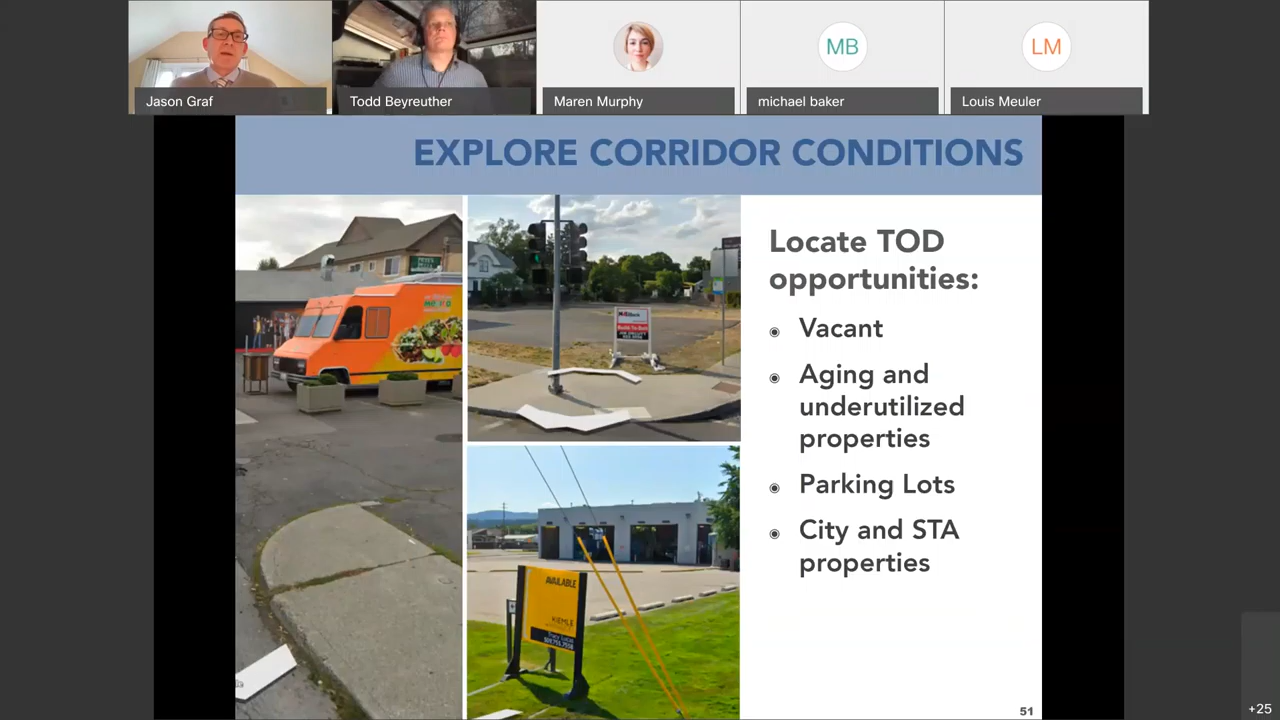 Jason Graf
Todd Beyreuther
Maren Murphy
MB
michael baker
LM
Louis Meuler
EXPLORE CORRIDOR CONDITIONS
Locate TOD
opportunities:
Vacant
Aging and
underutilized
properties
Parking Lots
City and STA
properties
AVAILABLE
51
+25